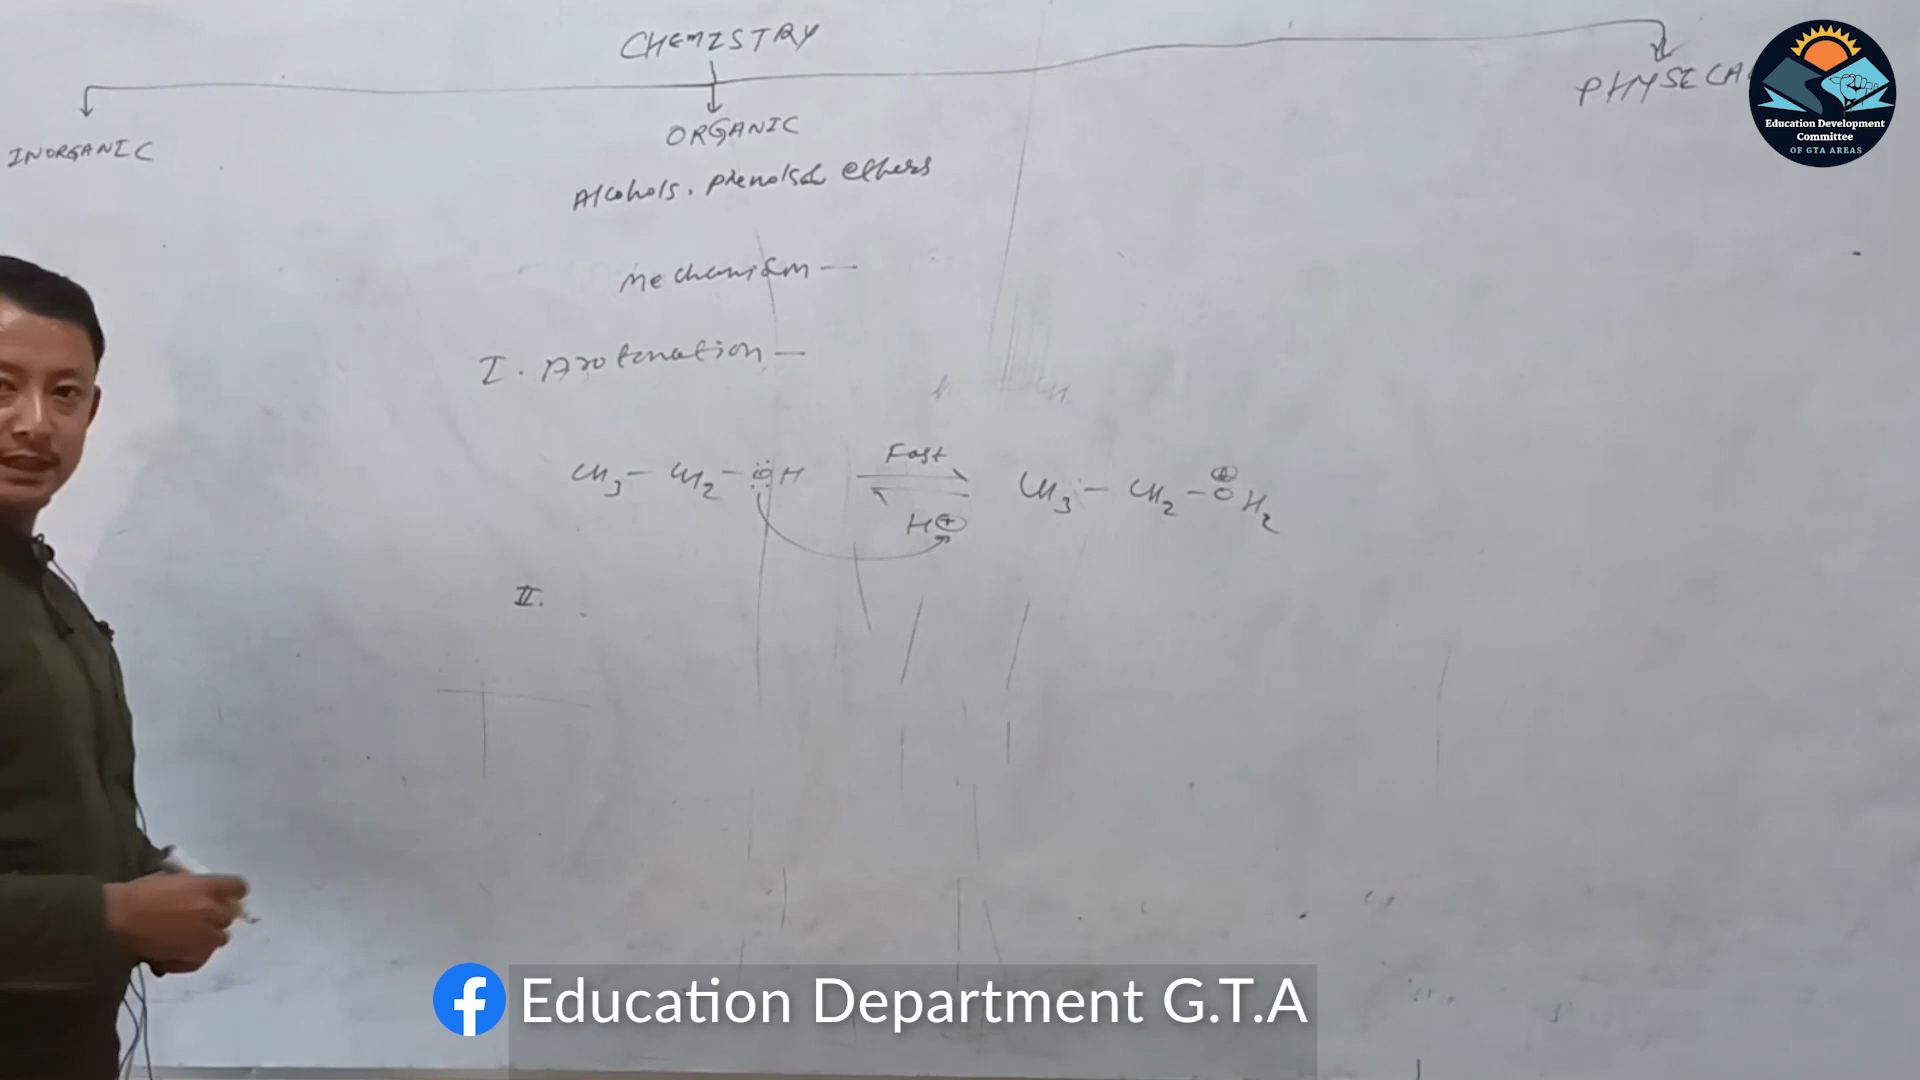 CHEMISTRY
INORGANIC
ORGANIC
PHYSECA
Alcohols, phenols & ethers
Mechanism —
I. Protonation —
CH₃ — CH₂ — ÖH ⇌ CH₃ — CH₂ — O⊕H₂
Fast
H⊕
II.
Education Development
Committee
OF GTA AREAS
Education Department G.T.A